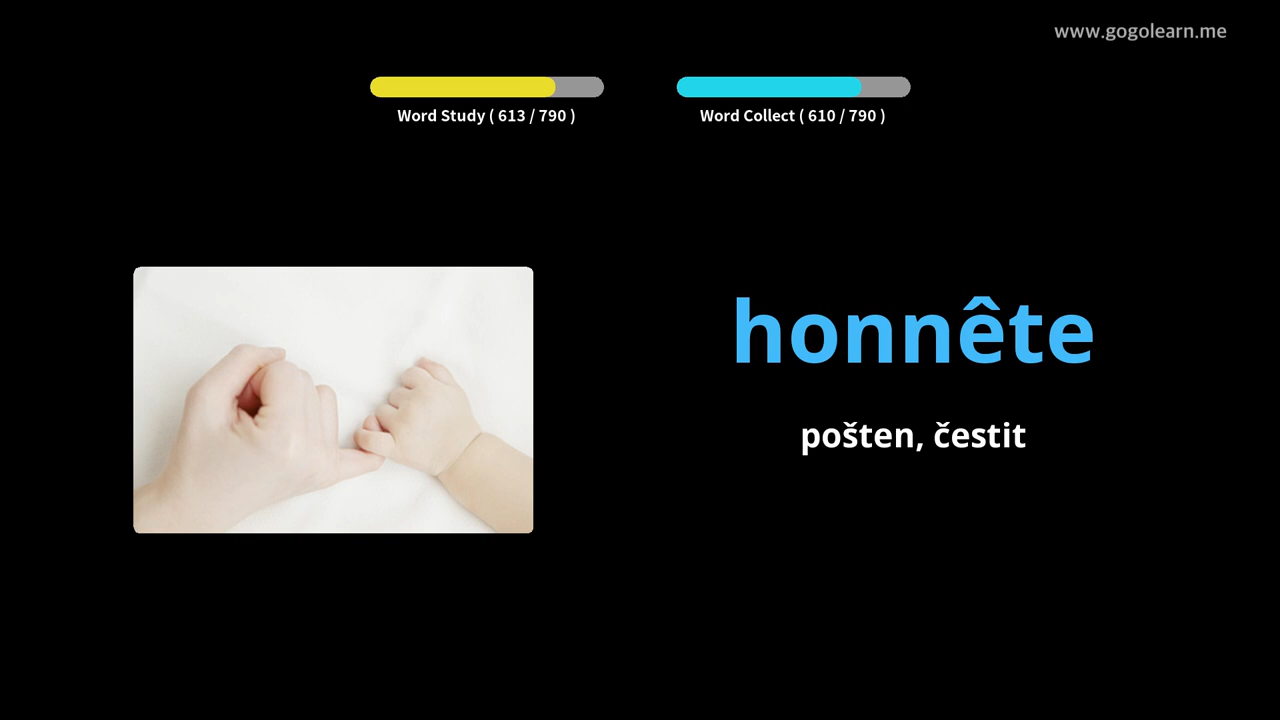 www.gogolearn.me
Word Study ( 613 / 790 )
Word Collect ( 610 / 790 )
honnête
pošten, čestit